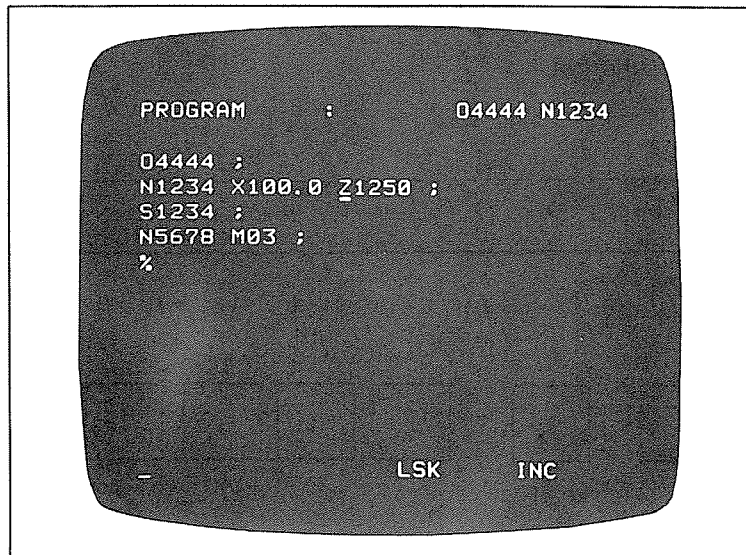 PROGRAM : O4444 N1234
O4444 ;
N1234 X100.0 Z1250 ;
S1234 ;
N5678 M03 ;
%
_ LSK INC